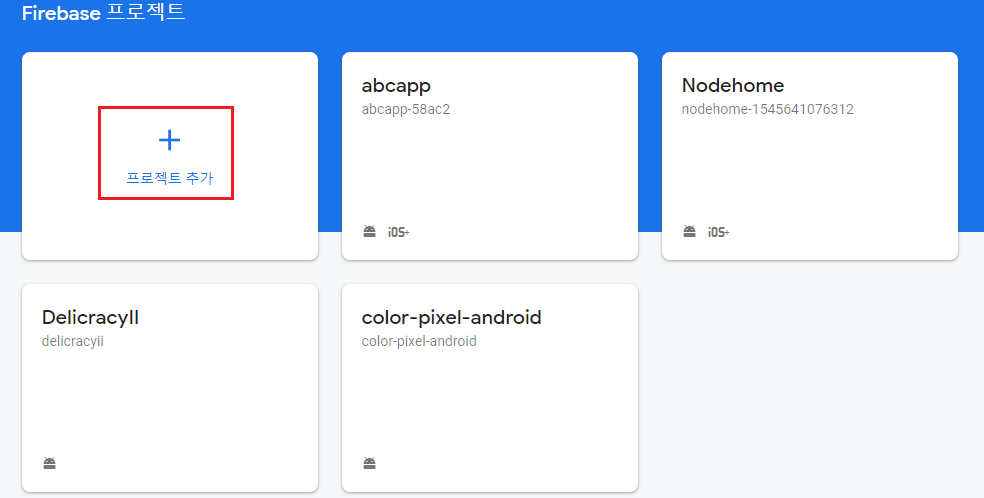 Firebase 프로젝트
프로젝트 추가
abcapp
abcapp-58ac2
iOS+
Nodehome
nodehome-1545641076312
iOS+
DelicracyII
delicracyii
color-pixel-android
color-pixel-android